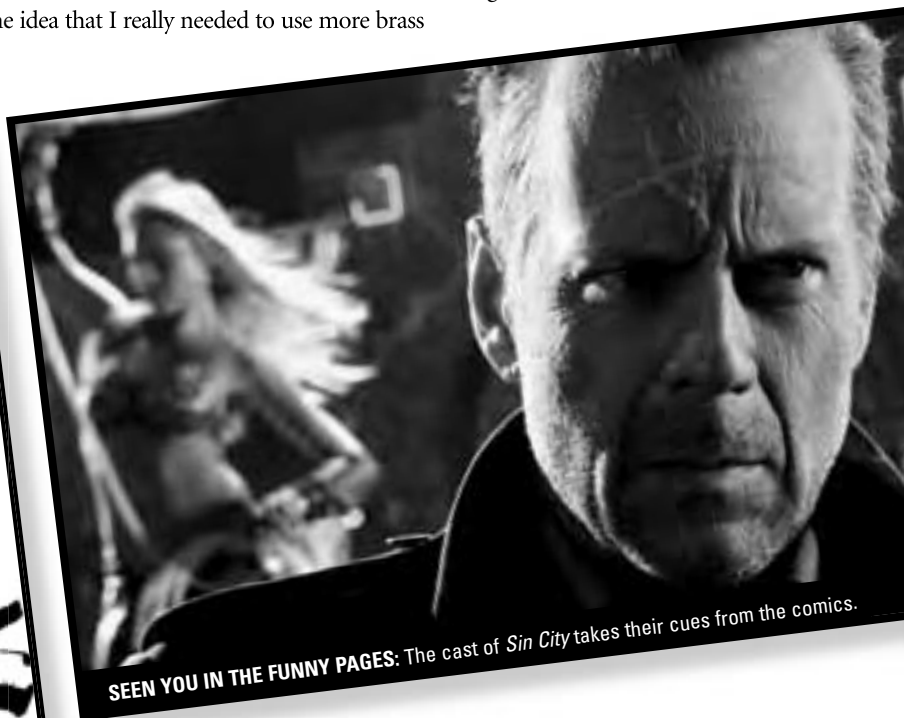 idea that I really needed to use more brass
SEEN YOU IN THE FUNNY PAGES: The cast of Sin City takes their cues from the comics.